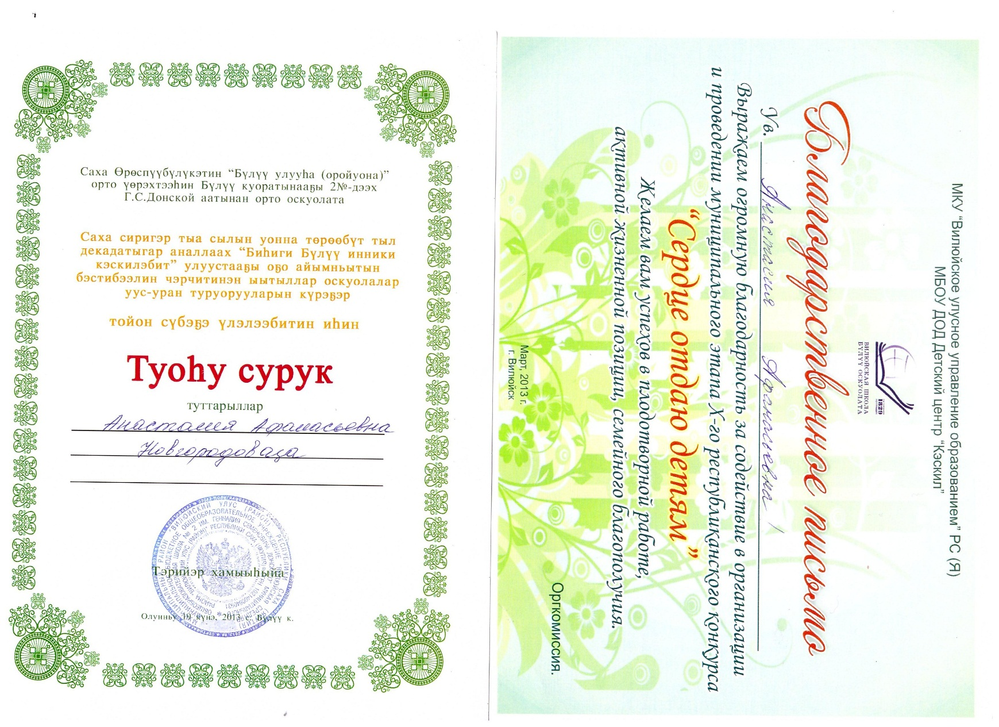 Саха Өрөспүүбүлүкэтин “Бүлүү улууһа (оройуона)”
орто үөрэхтээһин Бүлүү куоратынааҕы 2№-дээх
Г.С.Донской аатынан орто оскуолата
Саха сиригэр тыа сылын уонна төрөөбүт тыл
декадатыгар аналлаах “Биһиги Бүлүү инники
кэскилэбит” улуустааҕы оҕо айымньытын
бэстибээлин чэрчитинэн ыытыллар оскуолалар
уус-уран туруорууларын күрэҕэр
тойон сүбэҕэ үлэлээбитин иһин
Туоһу сурук
туттарыллар
Анастасия Афанасьевна
Новгородоваҕа
Тэрийэр хамыыһыйа
Олунньу 19 күнэ, 2013 с., Бүлүү к.
МКУ “Вилюйское улусное управление образованием” РС (Я)
МБОУ ДОД Детский центр “Кэскил”
1829
ВИЛЮЙСКАЯ ШКОЛА
БҮЛҮҮ ОСКУОЛАТА
Благодарственное письмо
Ув. Анастасия Афанасьевна!
Выражаем огромную благодарность за содействие в организации
и проведении муниципального этапа X-го республиканского конкурса
“Сердце отдаю детям”
Желаем вам успехов в плодотворной работе,
активной жизненной позиции, семейного благополучия.
Оргкомиссия.
Март, 2013 г.
г. Вилюйск